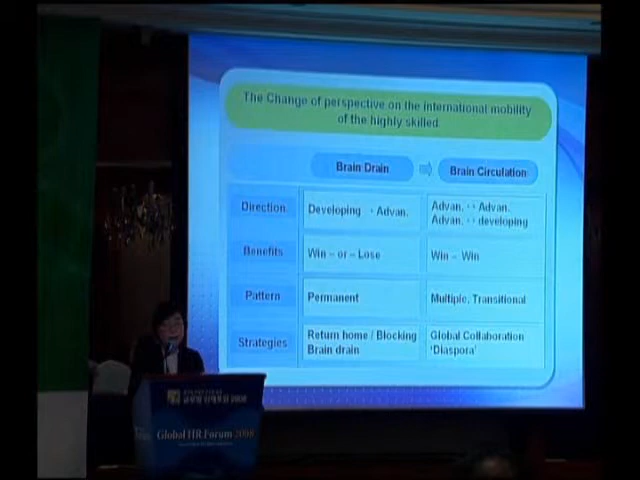 The Change of perspective on the international mobility
of the highly skilled.
Brain Drain ⇨ Brain Circulation
Direction
Developing → Advan.
Advan. ↔ Advan.
Advan. ↔ developing
Benefits
Win – or – Lose
Win – Win
Pattern
Permanent
Multiple, Transitional
Strategies
Return home / Blocking
Brain drain
Global Collaboration
'Diaspora'
2008
Global HR Forum 2008